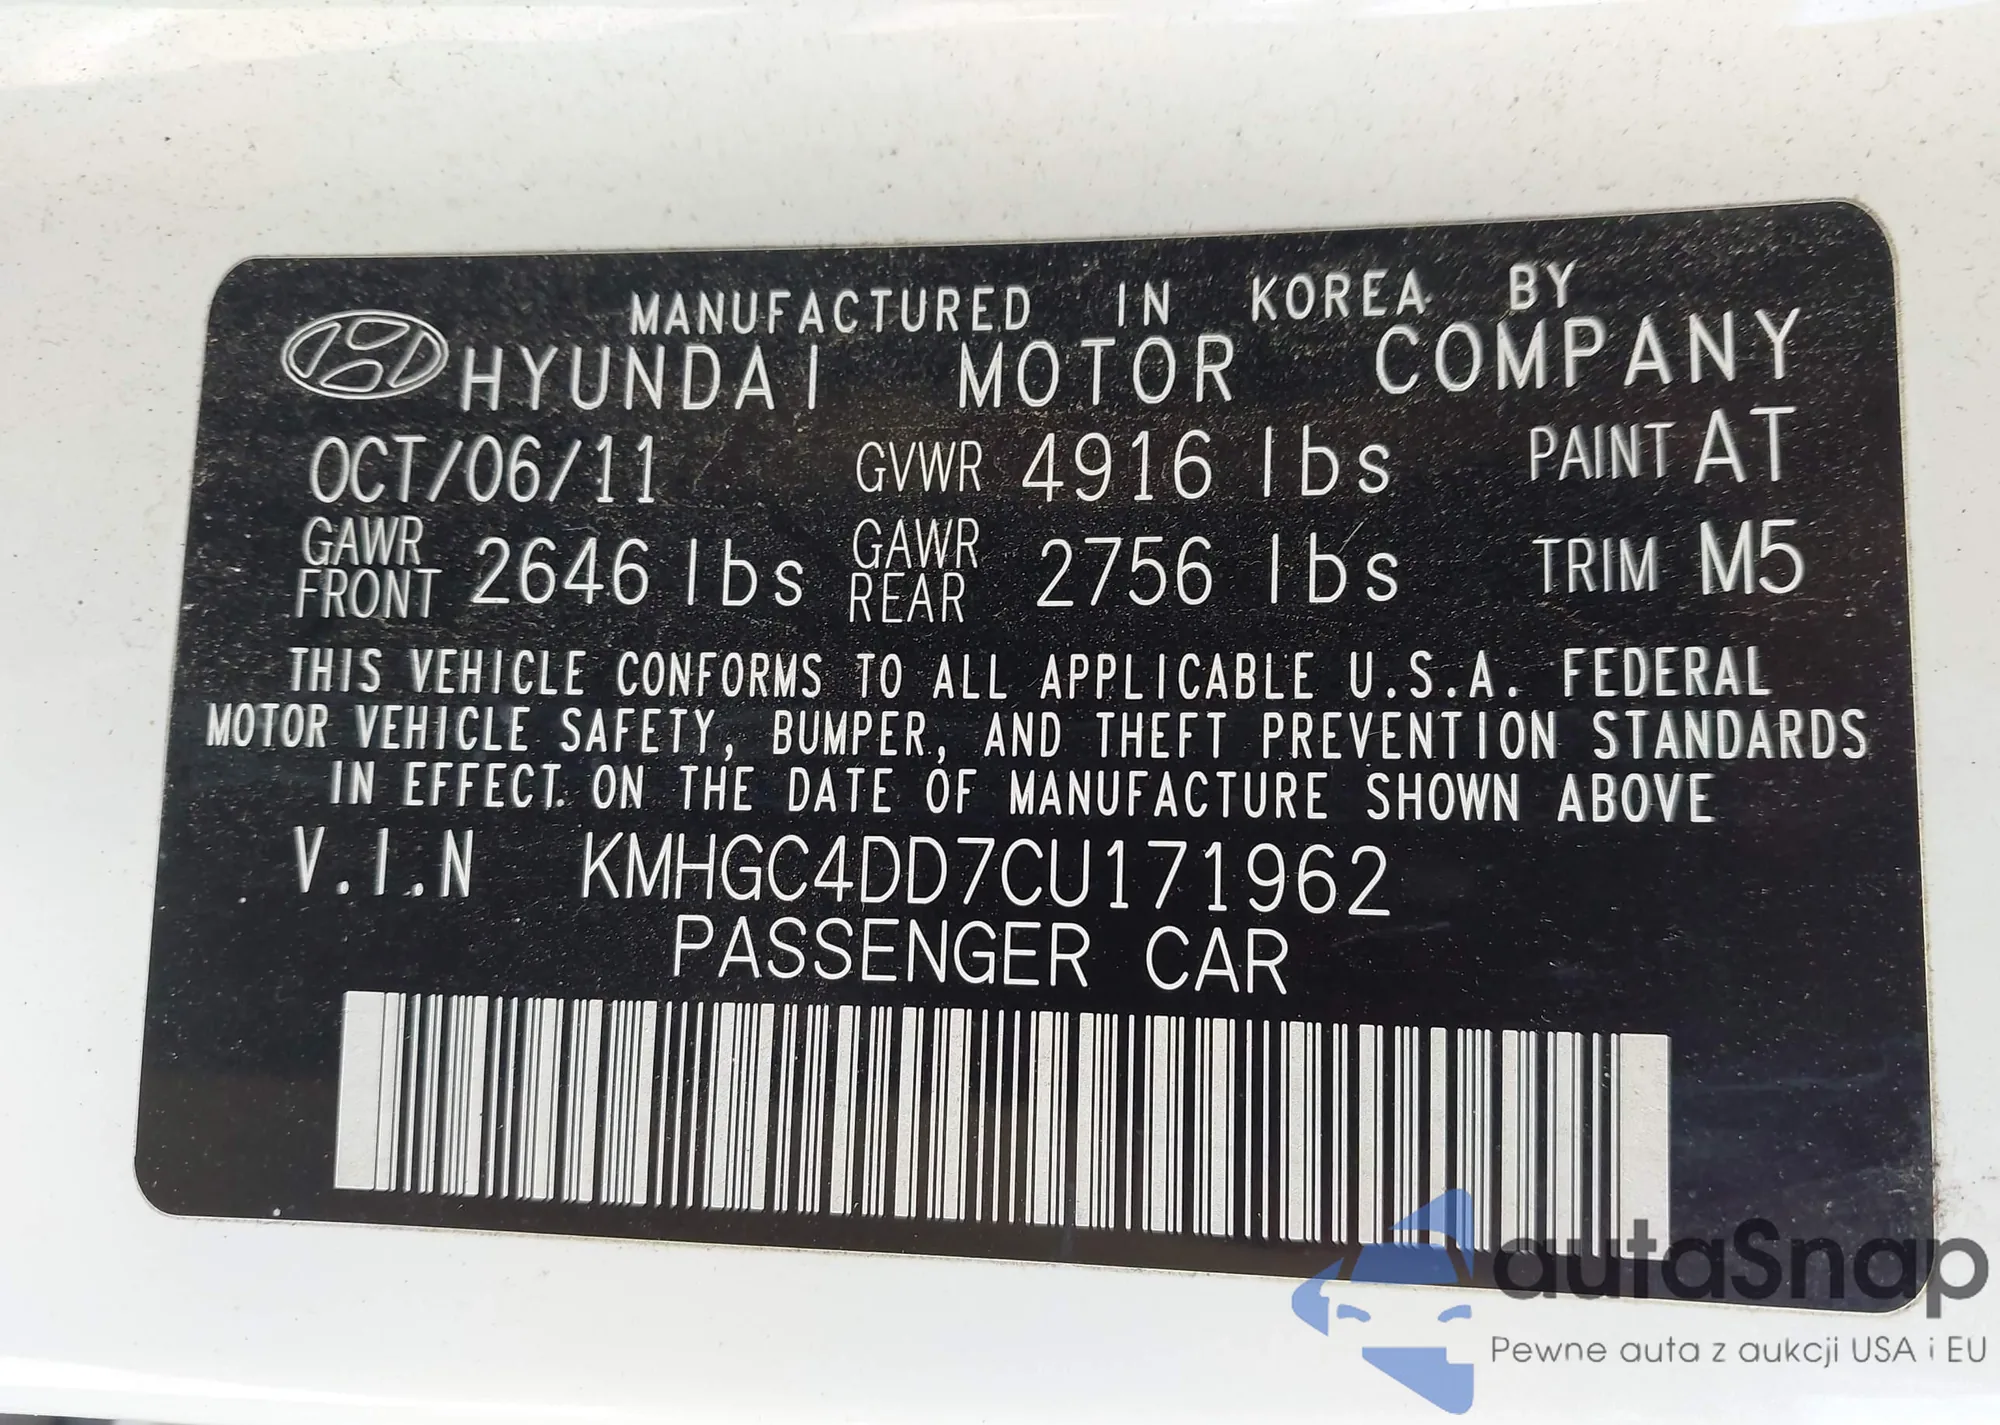 MANUFACTURED IN KOREA BY
HYUNDAI MOTOR COMPANY
OCT/06/11 GVWR 4916 lbs PAINT AT
GAWR FRONT 2646 lbs GAWR REAR 2756 lbs TRIM M5
THIS VEHICLE CONFORMS TO ALL APPLICABLE U.S.A. FEDERAL
MOTOR VEHICLE SAFETY, BUMPER, AND THEFT PREVENTION STANDARDS
IN EFFECT. ON THE DATE OF MANUFACTURE SHOWN ABOVE
V.I.N KMHGC4DD7CU171962
PASSENGER CAR
autaSnap
Pewne auta z aukcji USA i EU